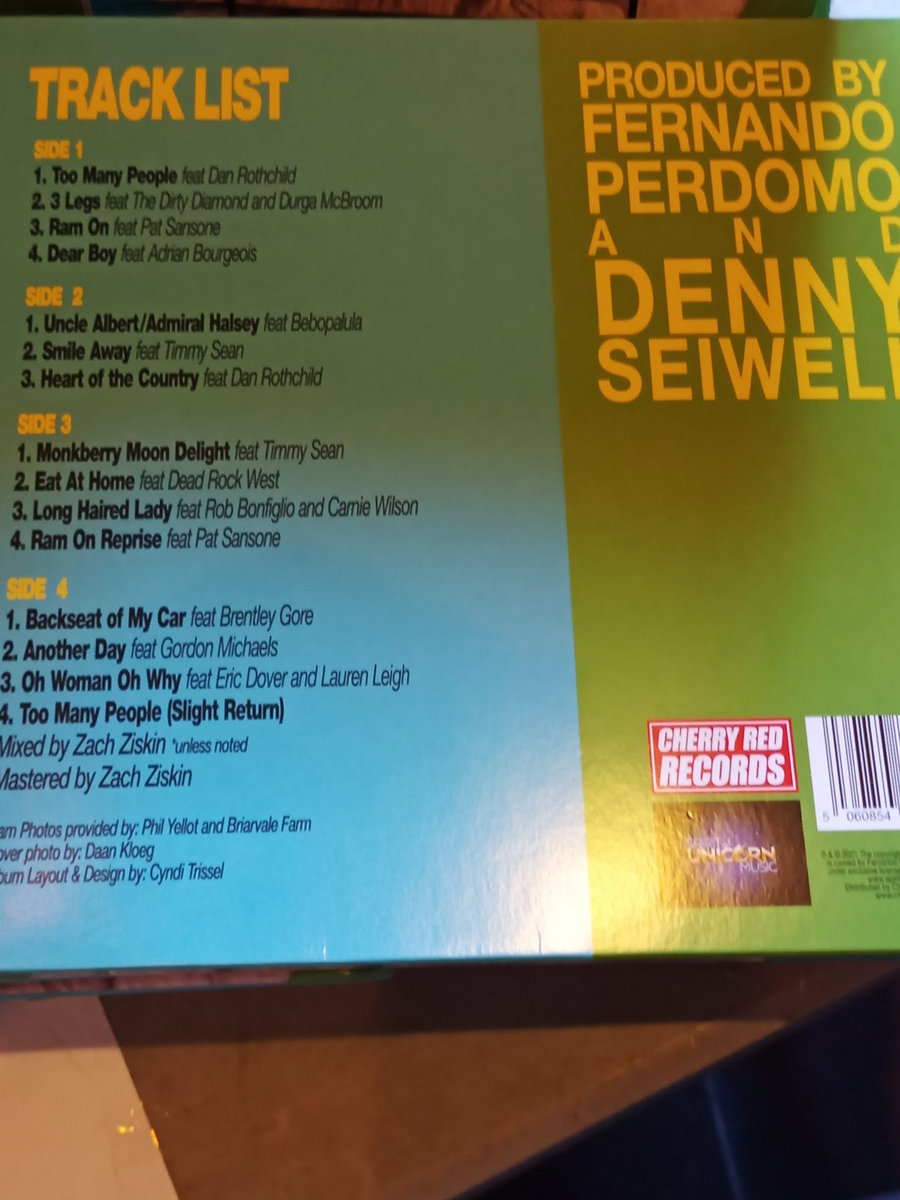 TRACK LIST
SIDE 1
1. Too Many People feat Dan Rothchild
2. 3 Legs feat The Dirty Diamond and Durga McBroom
3. Ram On feat Pat Sansone
4. Dear Boy feat Adrian Bourgeois
SIDE 2
1. Uncle Albert/Admiral Halsey feat Bebopalula
2. Smile Away feat Timmy Sean
3. Heart of the Country feat Dan Rothchild
SIDE 3
1. Monkberry Moon Delight feat Timmy Sean
2. Eat At Home feat Dead Rock West
3. Long Haired Lady feat Rob Bonfiglio and Carnie Wilson
4. Ram On Reprise feat Pat Sansone
SIDE 4
1. Backseat of My Car feat Brentley Gore
2. Another Day feat Gordon Michaels
3. Oh Woman Oh Why feat Eric Dover and Lauren Leigh
4. Too Many People (Slight Return)
Mixed by Zach Ziskin *unless noted
Mastered by Zach Ziskin
am Photos provided by: Phil Yellot and Briarvale Farm
over photo by: Daan Kloeg
bum Layout & Design by: Cyndi Trissel
PRODUCED BY
FERNANDO
PERDOMO
AND
DENNY
SEIWELL
CHERRY RED
RECORDS
UNICORN
MUSIC
5 060854